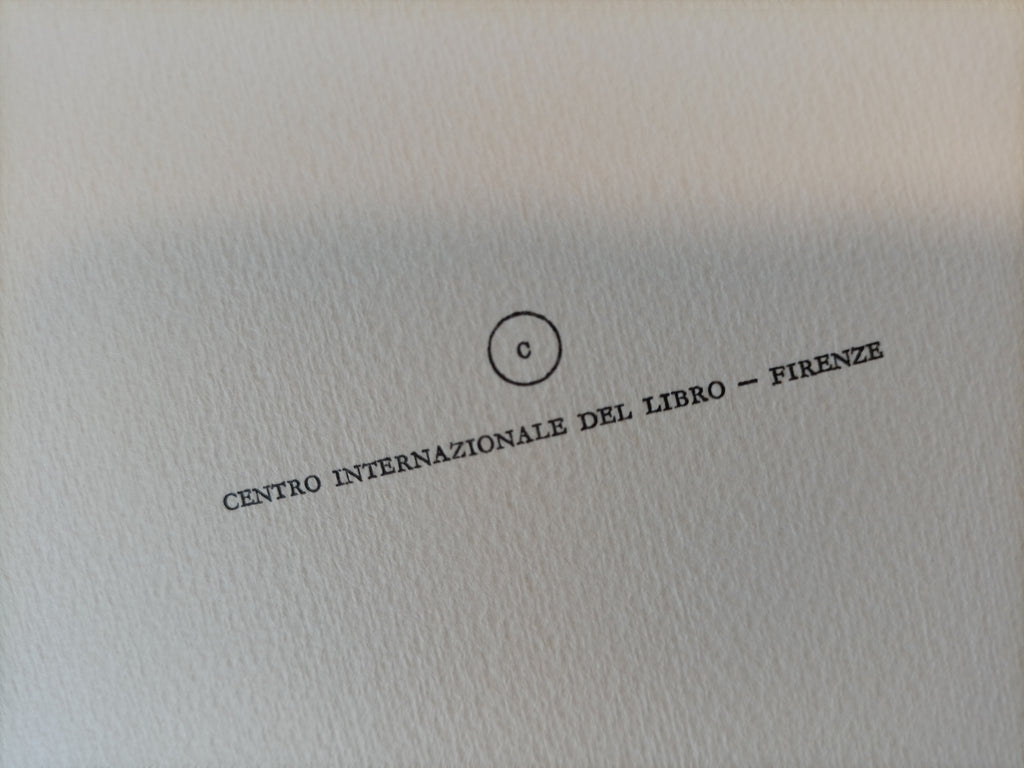 ©
CENTRO INTERNAZIONALE DEL LIBRO — FIRENZE